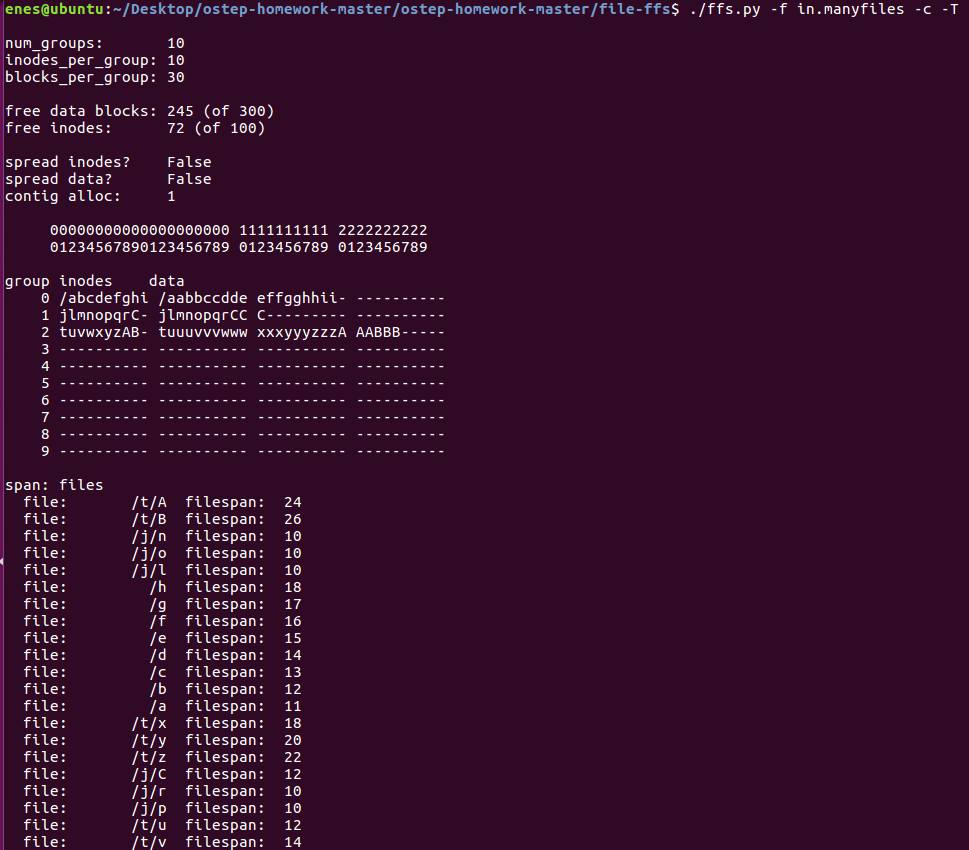 enes@ubuntu:~/Desktop/ostep-homework-master/ostep-homework-master/file-ffs$ ./ffs.py -f in.manyfiles -c -T
num_groups:       10
inodes_per_group: 10
blocks_per_group: 30
free data blocks: 245 (of 300)
free inodes:      72 (of 100)
spread inodes?    False
spread data?      False
contig alloc:     1
     00000000000000000000 1111111111 2222222222
     01234567890123456789 0123456789 0123456789
group inodes    data
    0 /abcdefghi /aabbccdde effgghhii- ----------
    1 jlmnopqrC- jlmnopqrCC C--------- ----------
    2 tuvwxyzAB- tuuuvvvwww xxxyyyzzzA AABBB-----
    3 ---------- ---------- ---------- ----------
    4 ---------- ---------- ---------- ----------
    5 ---------- ---------- ---------- ----------
    6 ---------- ---------- ---------- ----------
    7 ---------- ---------- ---------- ----------
    8 ---------- ---------- ---------- ----------
    9 ---------- ---------- ---------- ----------
span: files
  file:       /t/A  filespan:  24
  file:       /t/B  filespan:  26
  file:       /j/n  filespan:  10
  file:       /j/o  filespan:  10
  file:       /j/l  filespan:  10
  file:         /h  filespan:  18
  file:         /g  filespan:  17
  file:         /f  filespan:  16
  file:         /e  filespan:  15
  file:         /d  filespan:  14
  file:         /c  filespan:  13
  file:         /b  filespan:  12
  file:         /a  filespan:  11
  file:       /t/x  filespan:  18
  file:       /t/y  filespan:  20
  file:       /t/z  filespan:  22
  file:       /j/C  filespan:  12
  file:       /j/r  filespan:  10
  file:       /j/p  filespan:  10
  file:       /t/u  filespan:  12
  file:       /t/v  filespan:  14